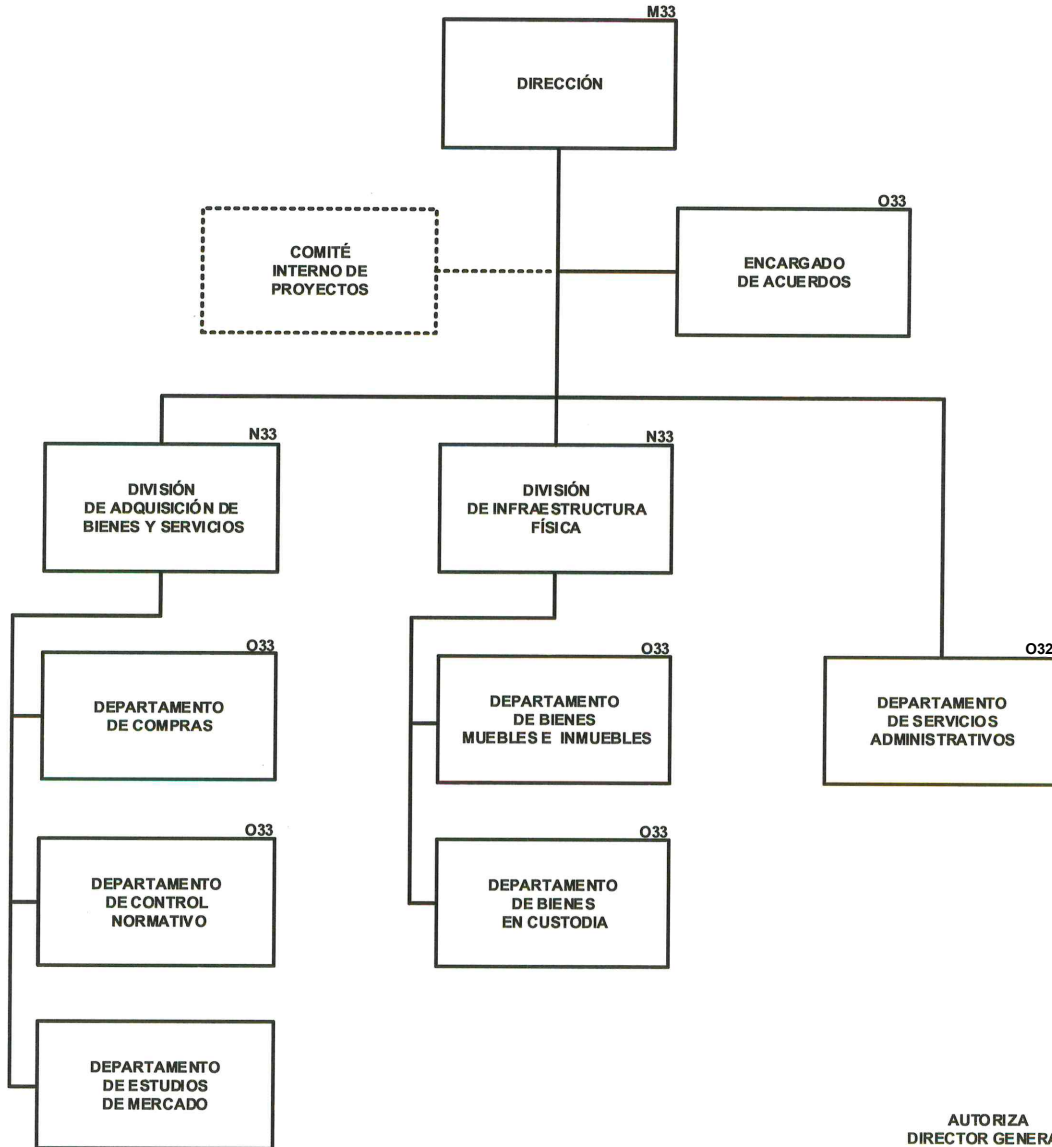 M33
DIRECCIÓN
COMITÉ
INTERNO DE
PROYECTOS
O33
ENCARGADO
DE ACUERDOS
N33
DIVISIÓN
DE ADQUISICIÓN DE
BIENES Y SERVICIOS
N33
DIVISIÓN
DE INFRAESTRUCTURA
FÍSICA
O33
DEPARTAMENTO
DE COMPRAS
O33
DEPARTAMENTO
DE BIENES
MUEBLES E INMUEBLES
O32
DEPARTAMENTO
DE SERVICIOS
ADMINISTRATIVOS
O33
DEPARTAMENTO
DE CONTROL
NORMATIVO
O33
DEPARTAMENTO
DE BIENES
EN CUSTODIA
DEPARTAMENTO
DE ESTUDIOS
DE MERCADO
AUTORIZA
DIRECTOR GENERA